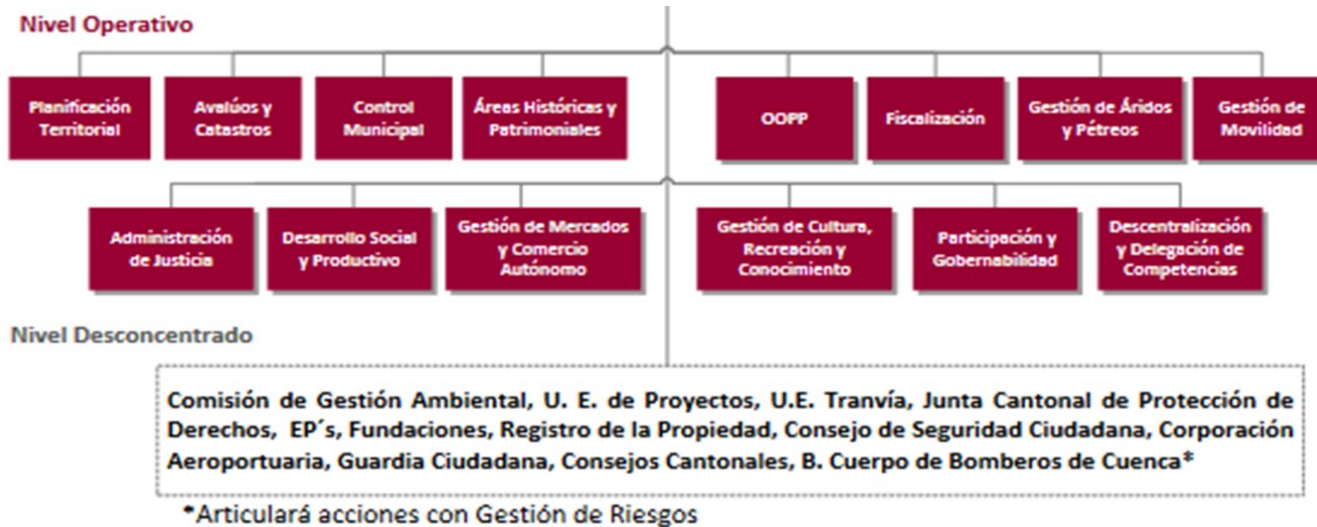 Nivel Operativo
Planificación
Territorial
Avalúos y
Catastros
Control
Municipal
Áreas Históricas y
Patrimoniales
OOPP
Fiscalización
Gestión de Áridos
y Pétreos
Gestión de
Movilidad
Administración
de Justicia
Desarrollo Social
y Productivo
Gestión de Mercados
y Comercio
Autónomo
Gestión de Cultura,
Recreación y
Conocimiento
Participación y
Gobernabilidad
Descentralización
y Delegación de
Competencias
Nivel Desconcentrado
Comisión de Gestión Ambiental, U. E. de Proyectos, U.E. Tranvía, Junta Cantonal de Protección de
Derechos, EP´s, Fundaciones, Registro de la Propiedad, Consejo de Seguridad Ciudadana, Corporación
Aeroportuaria, Guardia Ciudadana, Consejos Cantonales, B. Cuerpo de Bomberos de Cuenca*
*Articulará acciones con Gestión de Riesgos